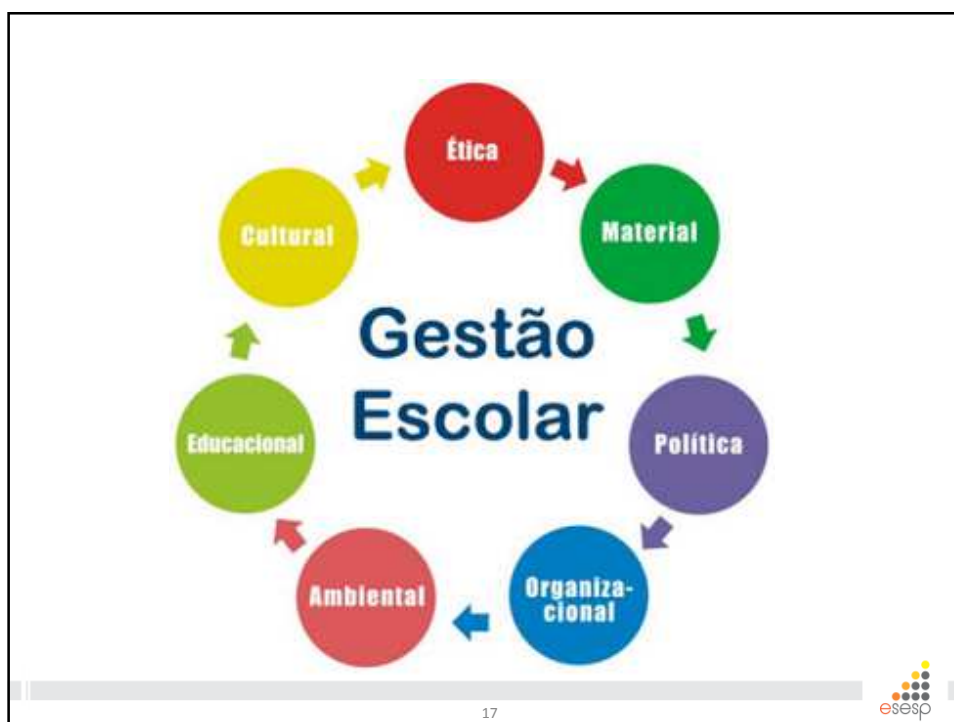 Ética
Material
Política
Organiza-
cional
Ambiental
Educacional
Cultural
Gestão
Escolar
17
esesp